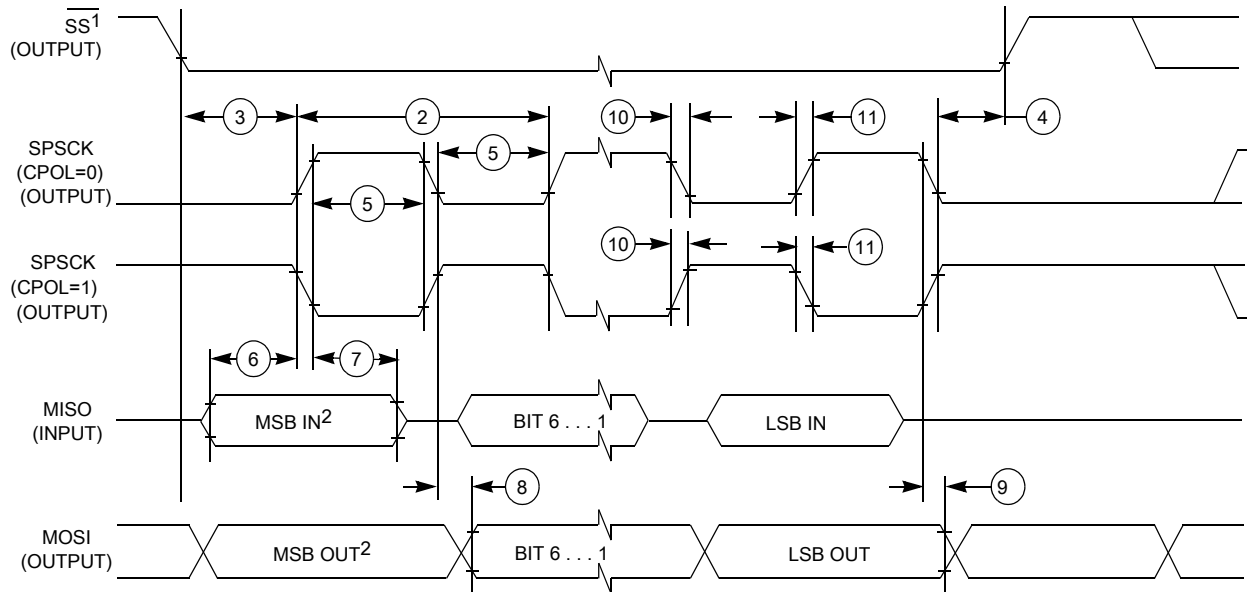 SS¹
(OUTPUT)
3
2
10
11
4
SPSCK
(CPOL=0)
(OUTPUT)
5
5
10
11
SPSCK
(CPOL=1)
(OUTPUT)
6
7
MISO
(INPUT)
MSB IN²
BIT 6 . . . 1
LSB IN
8
9
MOSI
(OUTPUT)
MSB OUT²
BIT 6 . . . 1
LSB OUT